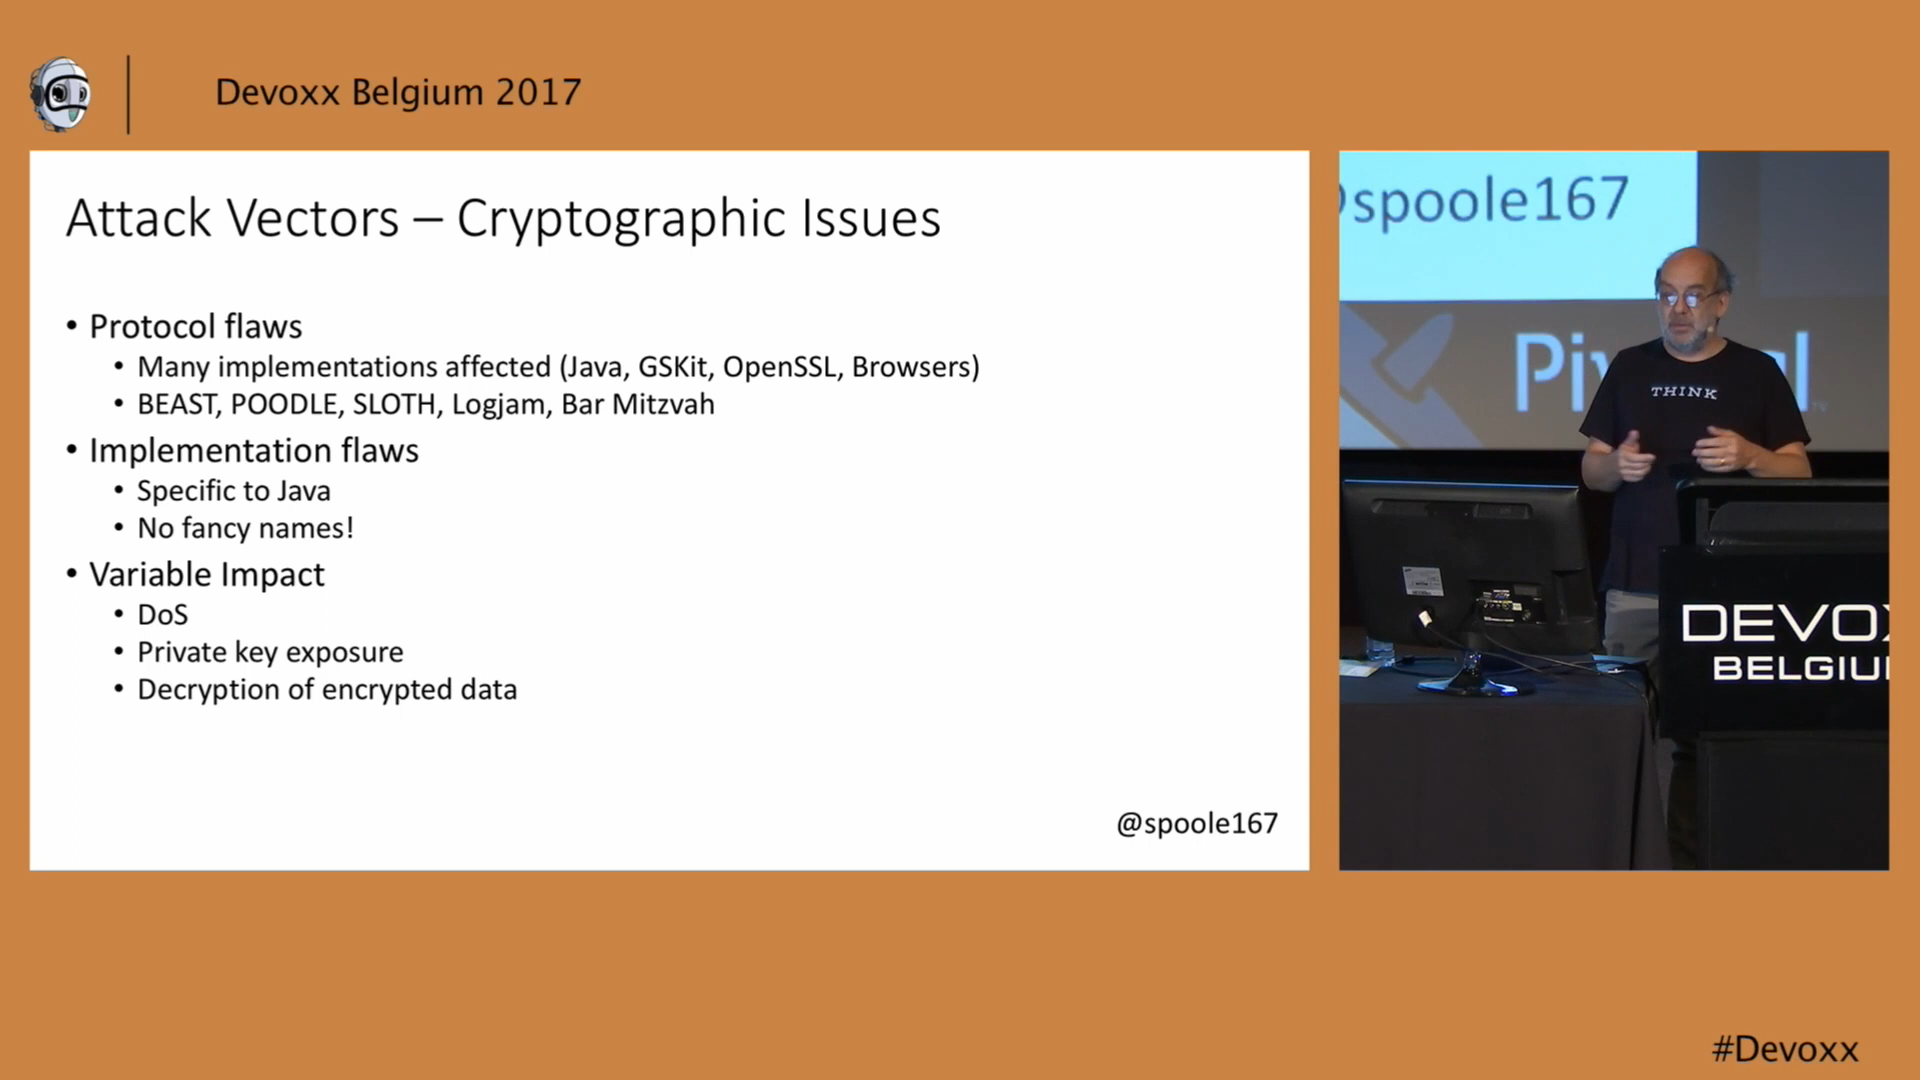 Devoxx Belgium 2017
Attack Vectors – Cryptographic Issues
• Protocol flaws
• Many implementations affected (Java, GSKit, OpenSSL, Browsers)
• BEAST, POODLE, SLOTH, Logjam, Bar Mitzvah
• Implementation flaws
• Specific to Java
• No fancy names!
• Variable Impact
• DoS
• Private key exposure
• Decryption of encrypted data
@spoole167
spoole167
THINK
DEVOX
BELGIU
#Devoxx